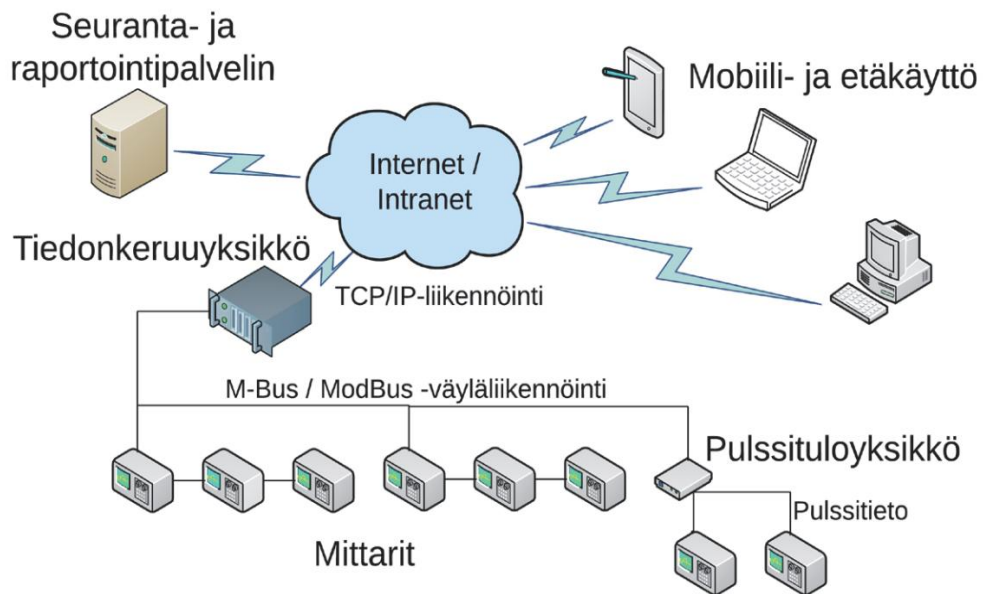 Seuranta- ja
raportointipalvelin
Mobiili- ja etäkäyttö
Internet /
Intranet
Tiedonkeruuyksikkö
TCP/IP-liikennöinti
M-Bus / ModBus -väyläliikennöinti
Pulssituloyksikkö
Pulssitieto
Mittarit